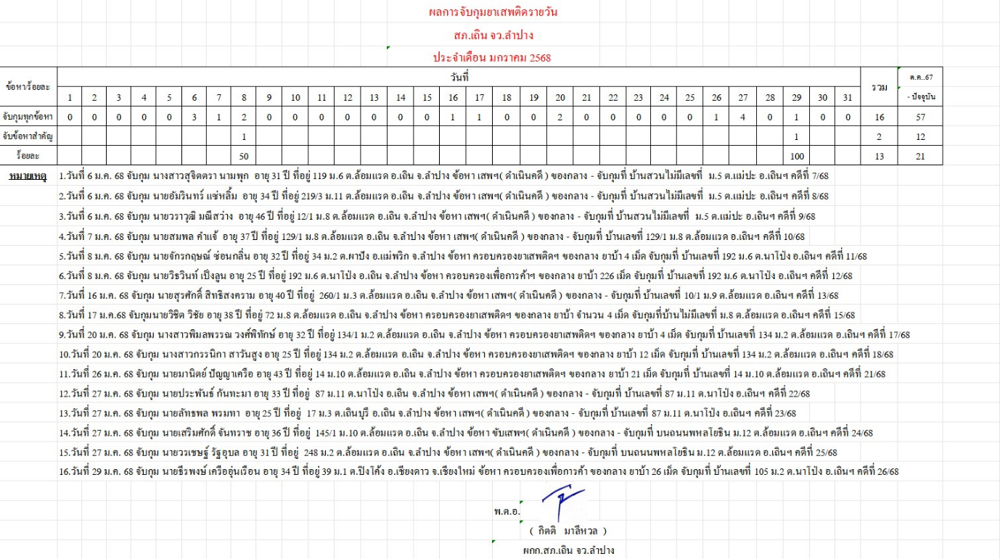 ผลการจับกุมยาเสพติดรายวัน
สภ.เถิน จว.ลำปาง
ประจำเดือน มกราคม 2568
ข้อหา/ร้อยละ วันที่ รวม ต.ค..67 - ปัจจุบัน
1 2 3 4 5 6 7 8 9 10 11 12 13 14 15 16 17 18 19 20 21 22 23 24 25 26 27 28 29 30 31
จับกุมทุกข้อหา 0 0 0 0 0 3 1 2 0 0 0 0 0 0 0 1 1 0 0 2 0 0 0 0 0 1 4 0 1 0 0 16 57
จับข้อหาสำคัญ 1 1 2 12
ร้อยละ 50 100 13 21
หมายเหตุ 1.วันที่ 6 ม.ค. 68 จับกุม นางสาวสุจิตตรา นามพุก อายุ 31 ปี ที่อยู่ 119 ม.6 ต.ล้อมแรด อ.เถิน จ.ลำปาง ข้อหา เสพฯ( ดำเนินคดี ) ของกลาง - จับกุมที่ บ้านสวนไม่มีเลขที่ ม.5 ต.แม่ปะ อ.เถินฯ คดีที่ 7/68
2.วันที่ 6 ม.ค. 68 จับกุม นายอัมรินทร์ แซ่หลิ้ม อายุ 34 ปี ที่อยู่ 219/3 ม.11 ต.ล้อมแรด อ.เถิน จ.ลำปาง ข้อหา เสพฯ( ดำเนินคดี ) ของกลาง - จับกุมที่ บ้านสวนไม่มีเลขที่ ม.5 ต.แม่ปะ อ.เถินฯ คดีที่ 8/68
3.วันที่ 6 ม.ค. 68 จับกุม นายวราวุฒิ มณีสว่าง อายุ 46 ปี ที่อยู่ 12/1 ม.8 ต.ล้อมแรด อ.เถิน จ.ลำปาง ข้อหา เสพฯ( ดำเนินคดี ) ของกลาง - จับกุมที่ บ้านสวนไม่มีเลขที่ ม.5 ต.แม่ปะ อ.เถินฯ คดีที่ 9/68
4.วันที่ 7 ม.ค. 68 จับกุม นายสมพล คำแจ้ อายุ 37 ปี ที่อยู่ 129/1 ม.8 ต.ล้อมแรด อ.เถิน จ.ลำปาง ข้อหา เสพฯ( ดำเนินคดี ) ของกลาง - จับกุมที่ บ้านเลขที่ 129/1 ม.8 ต.ล้อมแรด อ.เถินฯ คดีที่ 10/68
5.วันที่ 8 ม.ค. 68 จับกุม นายจักรกฤษณ์ ซ่อนกลิ่น อายุ 32 ปี ที่อยู่ 34 ม.2 ต.ผาปัง อ.แม่พริก จ.ลำปาง ข้อหา ครอบครองยาเสพติดฯ ของกลาง ยาบ้า 4 เม็ด จับกุมที่ บ้านเลขที่ 192 ม.6 ต.นาโป่ง อ.เถินฯ คดีที่ 11/68
6.วันที่ 8 ม.ค. 68 จับกุม นายวิธวินท์ เป็งลูน อายุ 25 ปี ที่อยู่ 192 ม.6 ต.นาโป่ง อ.เถิน จ.ลำปาง ข้อหา ครอบครองเพื่อการค้าฯ ของกลาง ยาบ้า 226 เม็ด จับกุมที่ บ้านเลขที่ 192 ม.6 ต.นาโป่ง อ.เถินฯ คดีที่ 12/68
7.วันที่ 16 ม.ค. 68 จับกุม นายสุรศักดิ์ สิทธิสงคราม อายุ 40 ปี ที่อยู่ 260/1 ม.3 ต.ล้อมแรด อ.เถิน จ.ลำปาง ข้อหา เสพฯ( ดำเนินคดี ) ของกลาง - จับกุมที่ บ้านเลขที่ 10/1 ม.9 ต.ล้อมแรด อ.เถินฯ คดีที่ 13/68
8.วันที่ 17 ม.ค.68 จับกุมนายวิชิต วิชัย อายุ 38 ปี ที่อยู่ 72 ม.8 ต.ล้อมแรด อ.เถิน จ.ลำปาง ข้อหา ครอบครองยาเสพติดฯ ของกลาง ยาบ้า จำนวน 4 เม็ด จับกุมที่บ้านไม่มีเลขที่ ม.8 ต.ล้อมแรด อ.เถินฯ คดีที่ 15/68
9.วันที่ 20 ม.ค. 68 จับกุม นางสาวพิมลพรรณ วงศ์พิทักษ์ อายุ 32 ปี ที่อยู่ 134/1 ม.2 ต.ล้อมแรด อ.เถิน จ.ลำปาง ข้อหา ครอบครองยาเสพติดฯ ของกลาง ยาบ้า 4 เม็ด จับกุมที่ บ้านเลขที่ 134 ม.2 ต.ล้อมแรด อ.เถินฯ คดีที่ 17/68
10.วันที่ 20 ม.ค. 68 จับกุม นางสาวกรรนิกา สาวันสูง อายุ 25 ปี ที่อยู่ 134 ม.2 ต.ล้อมแรด อ.เถิน จ.ลำปาง ข้อหา ครอบครองยาเสพติดฯ ของกลาง ยาบ้า 12 เม็ด จับกุมที่ บ้านเลขที่ 134 ม.2 ต.ล้อมแรด อ.เถินฯ คดีที่ 18/68
11.วันที่ 26 ม.ค. 68 จับกุม นายมานิตย์ ปัญญาเครือ อายุ 43 ปี ที่อยู่ 14 ม.10 ต.ล้อมแรด อ.เถิน จ.ลำปาง ข้อหา ครอบครองยาเสพติดฯ ของกลาง ยาบ้า 21 เม็ด จับกุมที่ บ้านเลขที่ 14 ม.10 ต.ล้อมแรด อ.เถินฯ คดีที่ 21/68
12.วันที่ 27 ม.ค. 68 จับกุม นายประพันธ์ กันทะมา อายุ 33 ปี ที่อยู่ 87 ม.11 ต.นาโป่ง อ.เถิน จ.ลำปาง ข้อหา เสพฯ( ดำเนินคดี ) ของกลาง - จับกุมที่ บ้านเลขที่ 87 ม.11 ต.นาโป่ง อ.เถินฯ คดีที่ 22/68
13.วันที่ 27 ม.ค. 68 จับกุม นายลัทธพล พรมทา อายุ 25 ปี ที่อยู่ 17 ม.3 ต.เถินบุรี อ.เถิน จ.ลำปาง ข้อหา เสพฯ( ดำเนินคดี ) ของกลาง - จับกุมที่ บ้านเลขที่ 87 ม.11 ต.นาโป่ง อ.เถินฯ คดีที่ 23/68
14.วันที่ 27 ม.ค. 68 จับกุม นายเสริมศักดิ์ จันทราช อายุ 36 ปี ที่อยู่ 145/1 ม.10 ต.ล้อมแรด อ.เถิน จ.ลำปาง ข้อหา ขับเสพฯ( ดำเนินคดี ) ของกลาง - จับกุมที่ บนถนนพหลโยธิน ม.12 ต.ล้อมแรด อ.เถินฯ คดีที่ 24/68
15.วันที่ 27 ม.ค. 68 จับกุม นายวรเชษฐ์ รัฐอุบล อายุ 31 ปี ที่อยู่ 248 ม.2 ต.ล้อมแรด อ.เถิน จ.ลำปาง ข้อหา เสพฯ( ดำเนินคดี ) ของกลาง - จับกุมที่ บนถนนพหลโยธิน ม.12 ต.ล้อมแรด อ.เถินฯ คดีที่ 25/68
16.วันที่ 29 ม.ค. 68 จับกุม นายธีรพงษ์ เครืออุ่นเรือน อายุ 34 ปี ที่อยู่ 39 ม.1 ต.ปิงโค้ง อ.เชียงดาว จ.เชียงใหม่ ข้อหา ครอบครองเพื่อการค้า ของกลาง ยาบ้า 26 เม็ด จับกุมที่ บ้านเลขที่ 105 ม.2 ต.นาโป่ง อ.เถินฯ คดีที่ 26/68
พ.ต.อ.
( กิตติ มาลีหวล )
ผกก.สภ.เถิน จว.ลำปาง